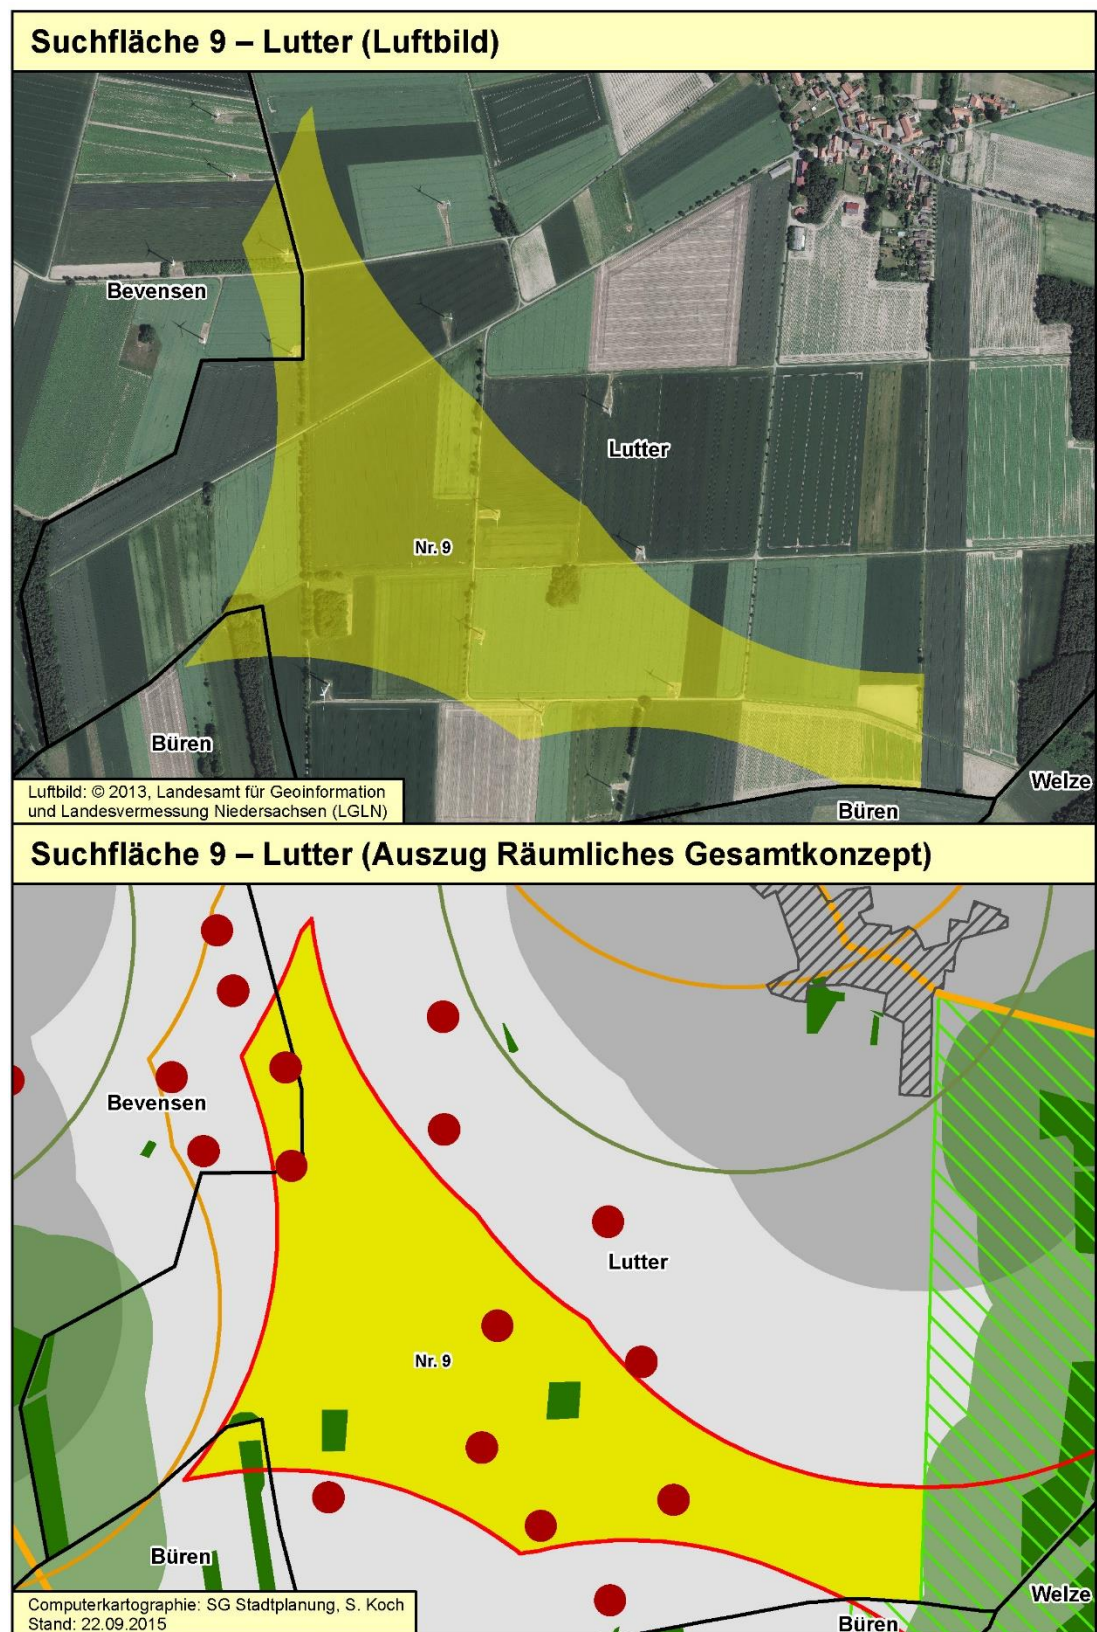 Suchfläche 9 – Lutter (Luftbild)
Bevensen
Lutter
Nr. 9
Büren
Welze
Büren
Luftbild: © 2013, Landesamt für Geoinformation
und Landesvermessung Niedersachsen (LGLN)
Suchfläche 9 – Lutter (Auszug Räumliches Gesamtkonzept)
Bevensen
Lutter
Nr. 9
Büren
Welze
Büren
Computerkartographie: SG Stadtplanung, S. Koch
Stand: 22.09.2015